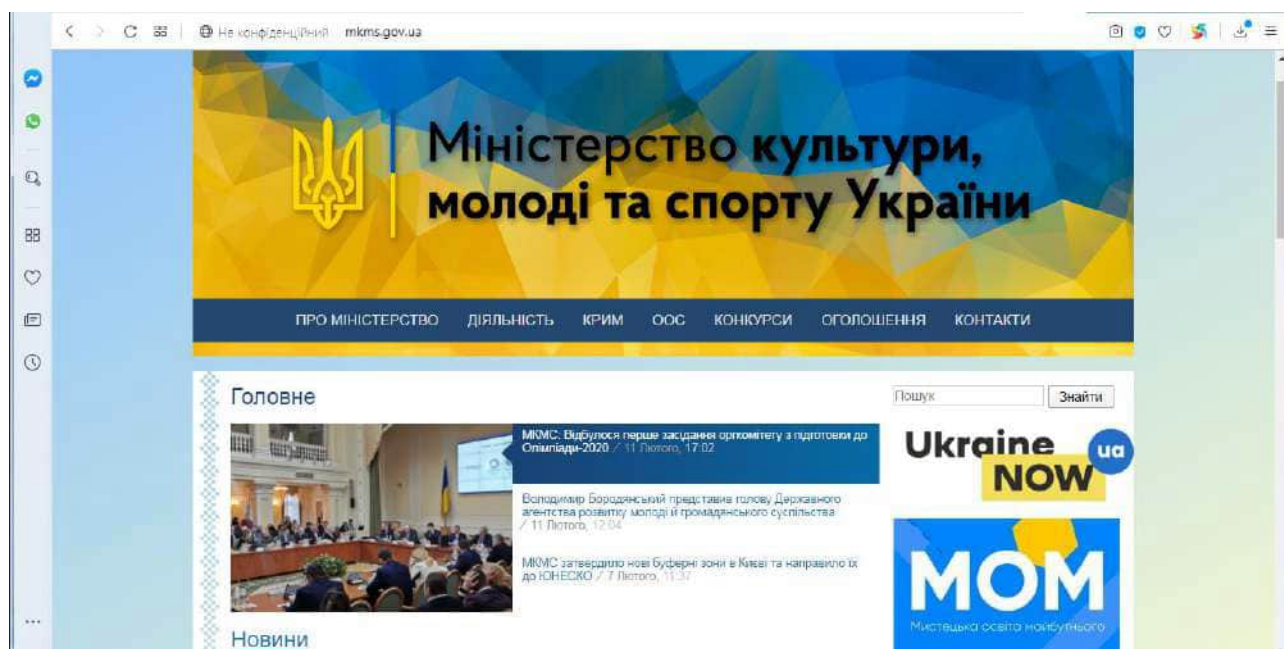 Не конфіденційний mkms.gov.ua
Міністерство культури,
молоді та спорту України
ПРО МІНІСТЕРСТВО ДІЯЛЬНІСТЬ КРИМ ООС КОНКУРСИ ОГОЛОШЕННЯ КОНТАКТИ
Головне
МКМС: Відбулося перше засідання оргкомітету з підготовки до
Олімпіади-2020 / 11 Лютого, 17:02
Володимир Бородянський представив голову Державного
агентства розвитку молоді й громадянського суспільства
/ 11 Лютого, 12:04
МКМС затвердило нові буферні зони в Києві та направило їх
до ЮНЕСКО / 7 Лютого, 11:37
Новини
Пошук Знайти
Ukraine
NOW
ua
МОМ
Мистецька освіта майбутнього